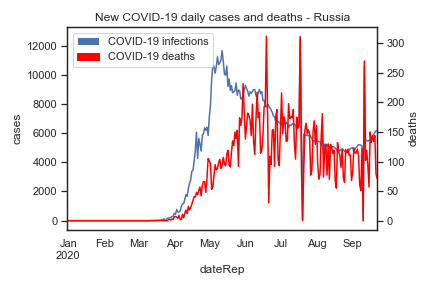 New COVID-19 daily cases and deaths - Russia
COVID-19 infections
COVID-19 deaths
12000
10000
8000
6000
4000
2000
0
cases
300
250
200
150
100
50
0
deaths
Jan Feb Mar Apr May Jun Jul Aug Sep
2020
dateRep